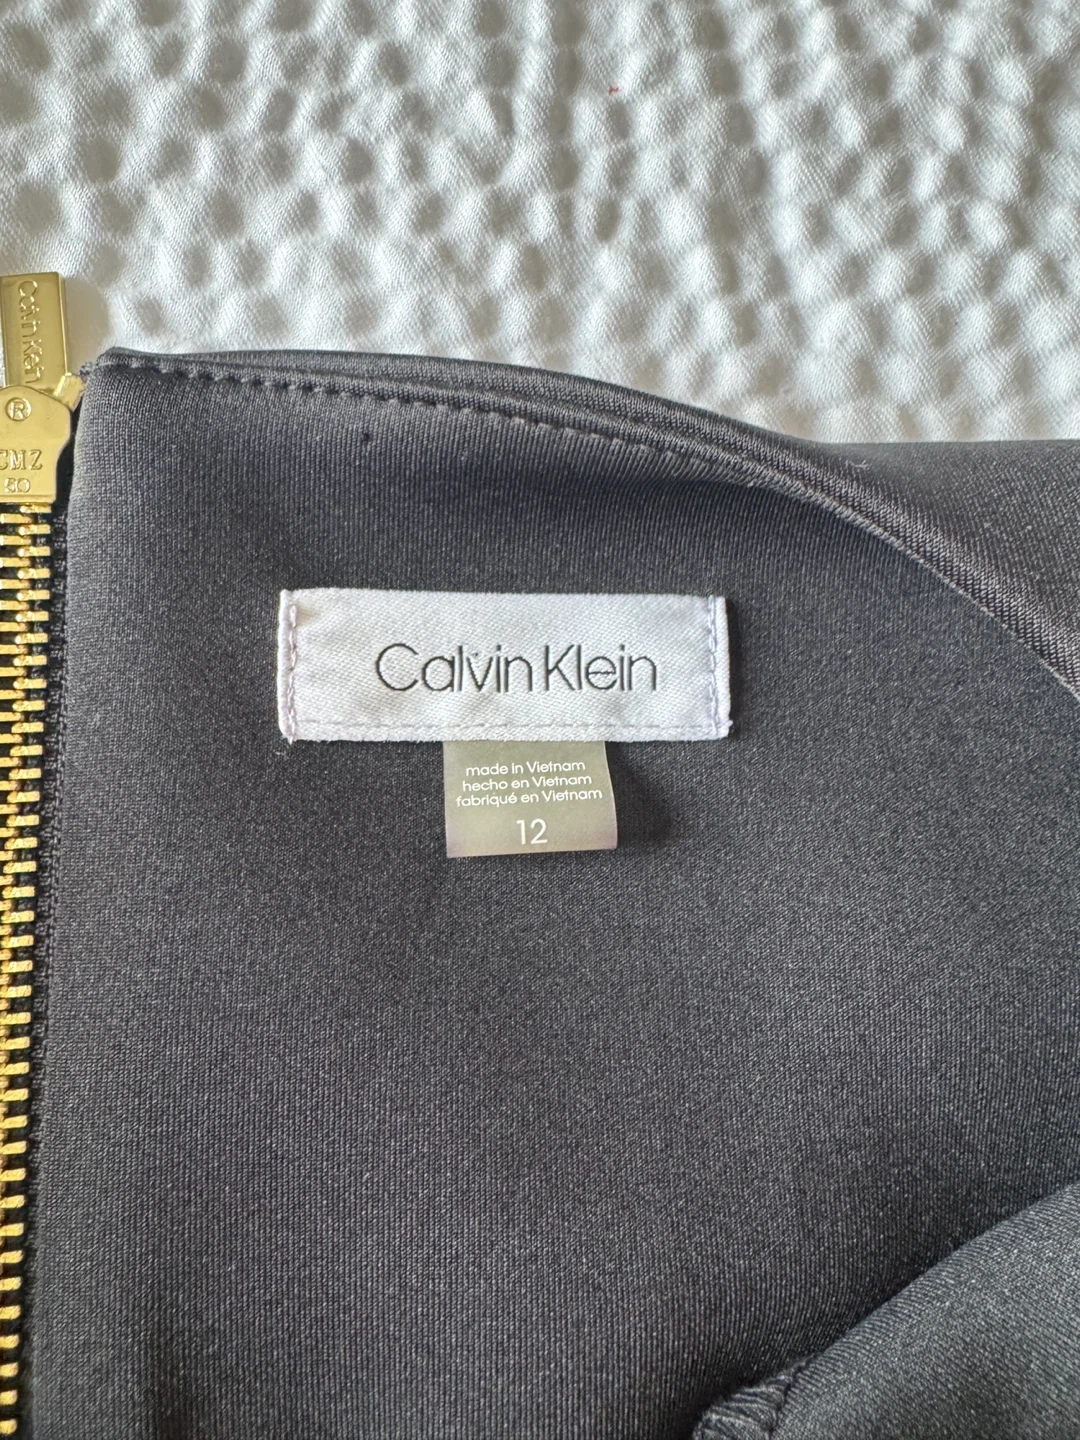 Calvin Klein
®
CMZ
50
Calvin Klein
made in Vietnam
hecho en Vietnam
fabriqué en Vietnam
12